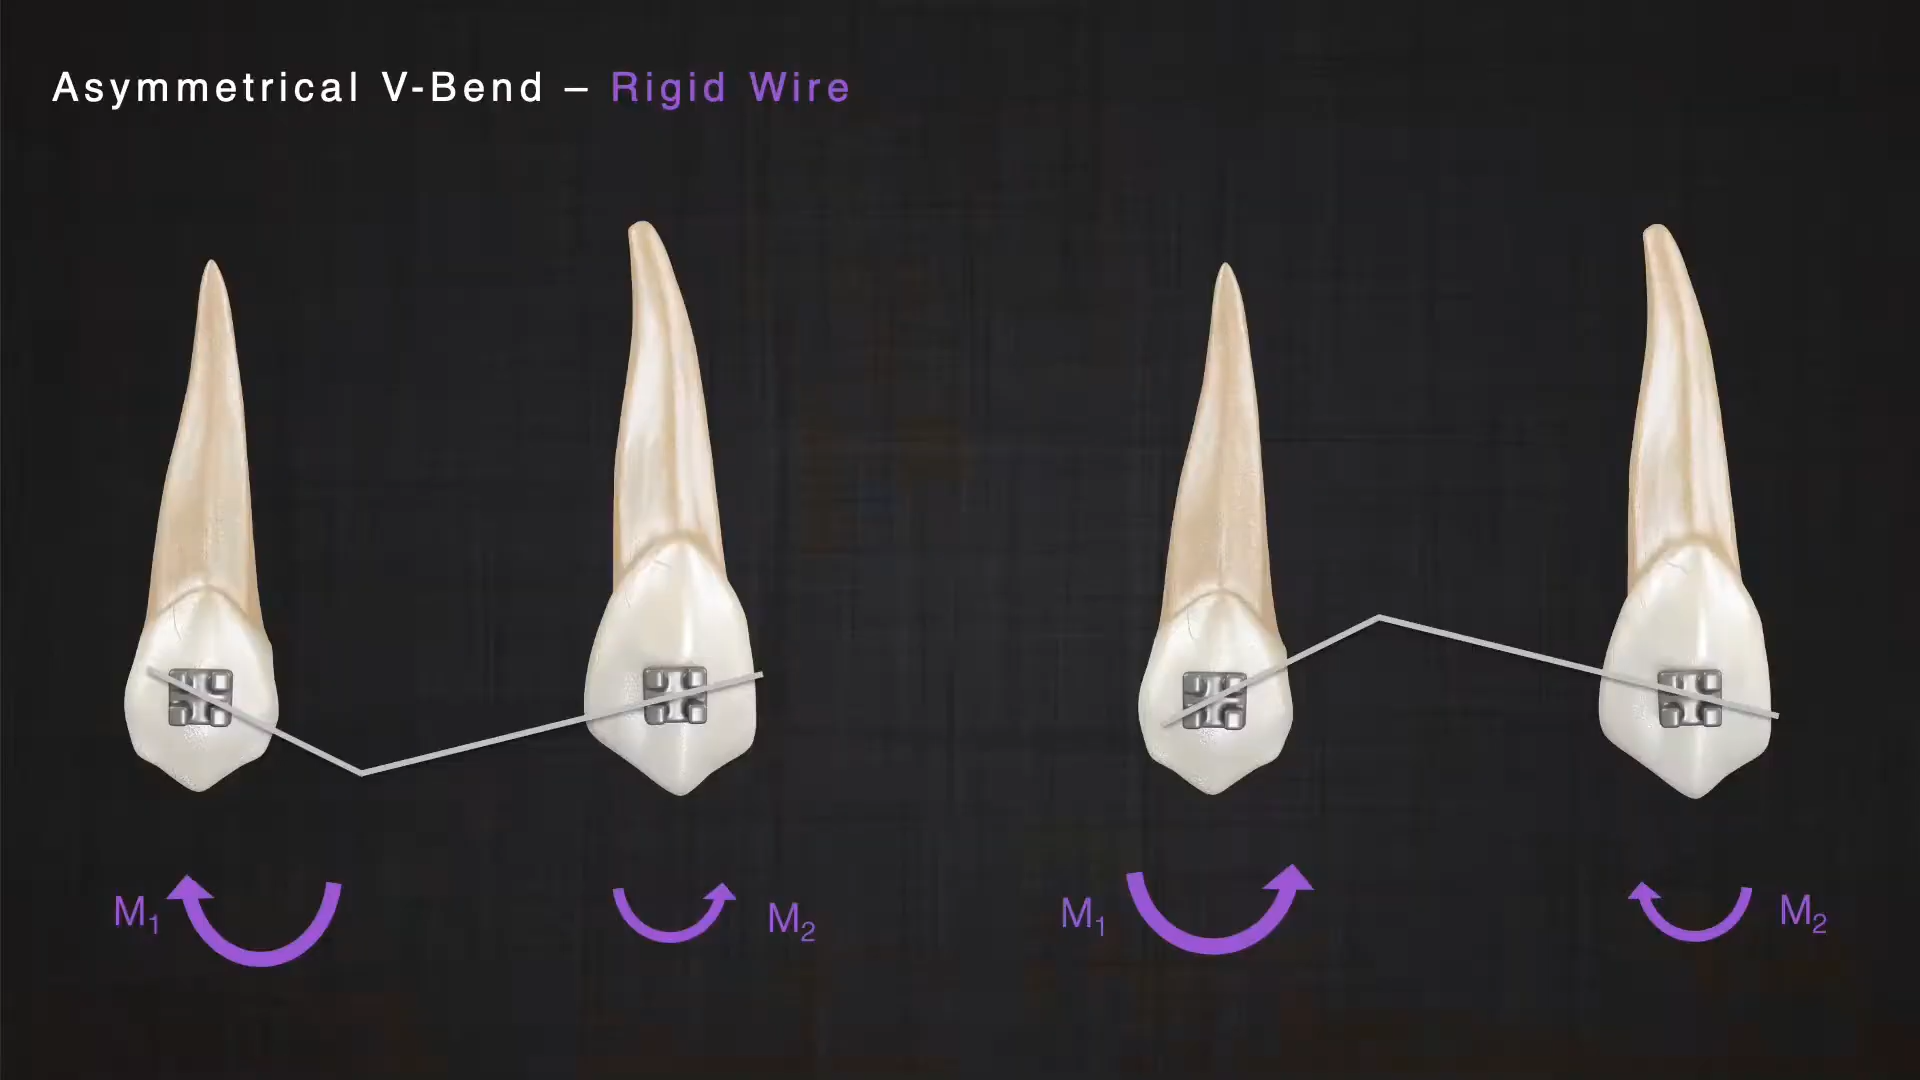 Asymmetrical V-Bend – Rigid Wire
M₁
M₂
M₁
M₂